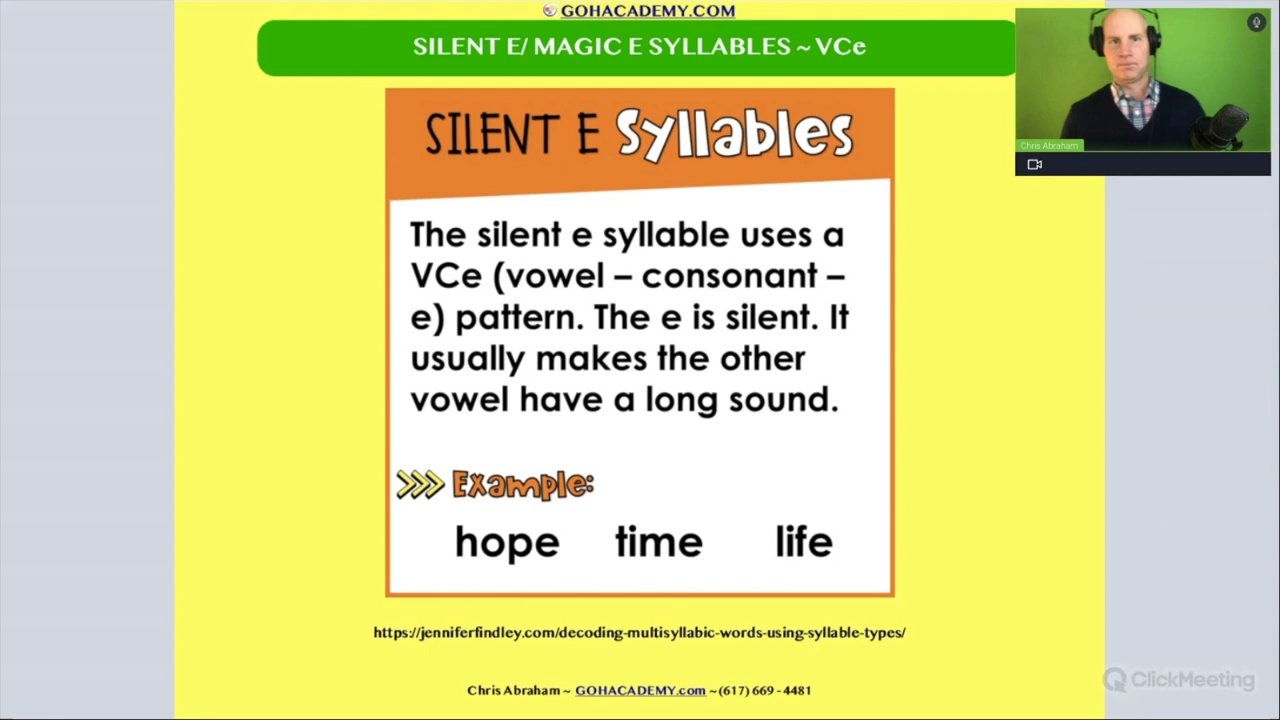 GOHACADEMY.COM
SILENT E/ MAGIC E SYLLABLES ~ VCe
Chris Abraham
SILENT E Syllables
The silent e syllable uses a
VCe (vowel – consonant –
e) pattern. The e is silent. It
usually makes the other
vowel have a long sound.
>>> Example:
hope time life
https://jenniferfindley.com/decoding-multisyllabic-words-using-syllable-types/
Chris Abraham ~ GOHACADEMY.com ~(617) 669 - 4481
ClickMeeting